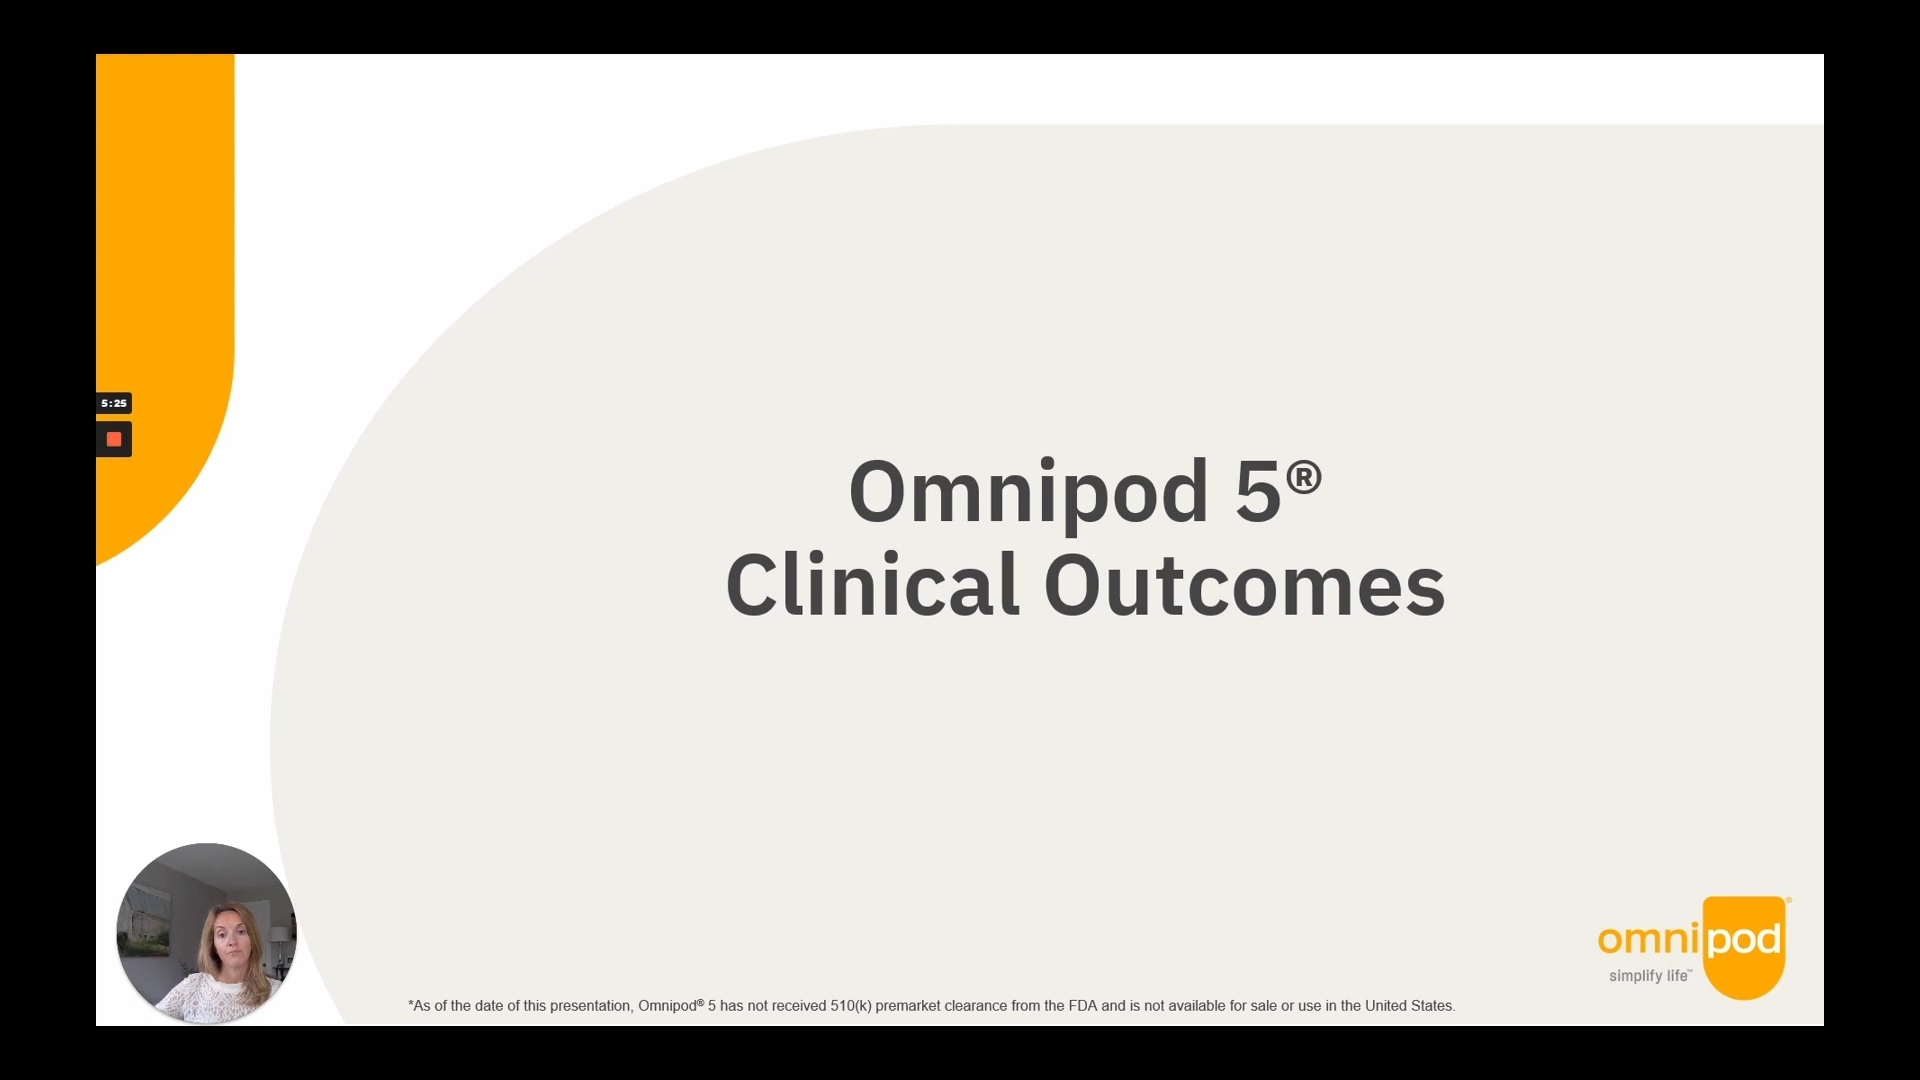 5:25
Omnipod 5®
Clinical Outcomes
omnipod®
simplify life™
*As of the date of this presentation, Omnipod® 5 has not received 510(k) premarket clearance from the FDA and is not available for sale or use in the United States.